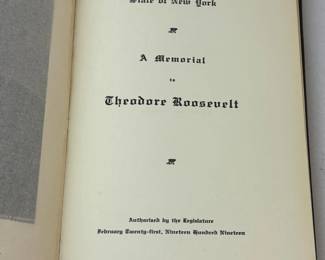 State of New York
A Memorial
to
Theodore Roosevelt
Authorized by the Legislature
February Twenty-first, Nineteen Hundred Nineteen